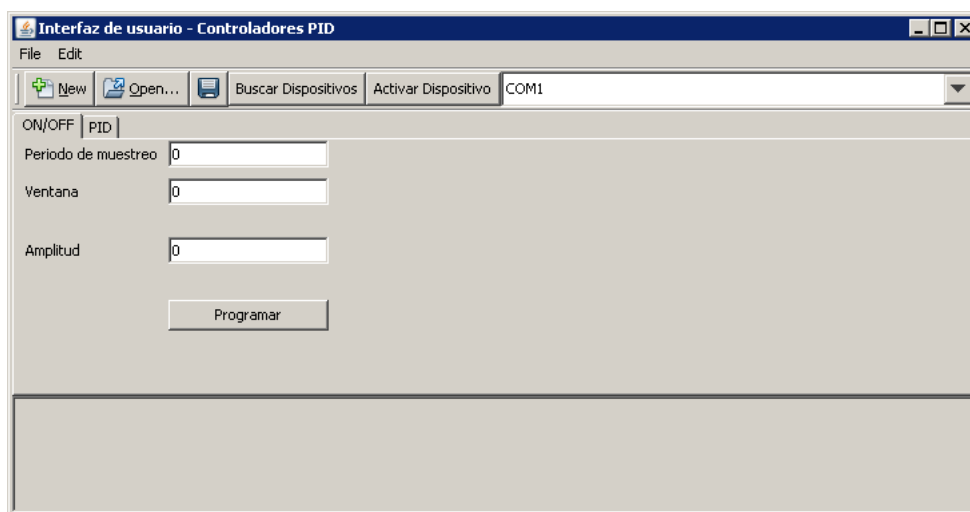 Interfaz de usuario - Controladores PID
File Edit
New Open... Buscar Dispositivos Activar Dispositivo COM1
ON/OFF PID
Periodo de muestreo 0
Ventana 0
Amplitud 0
Programar